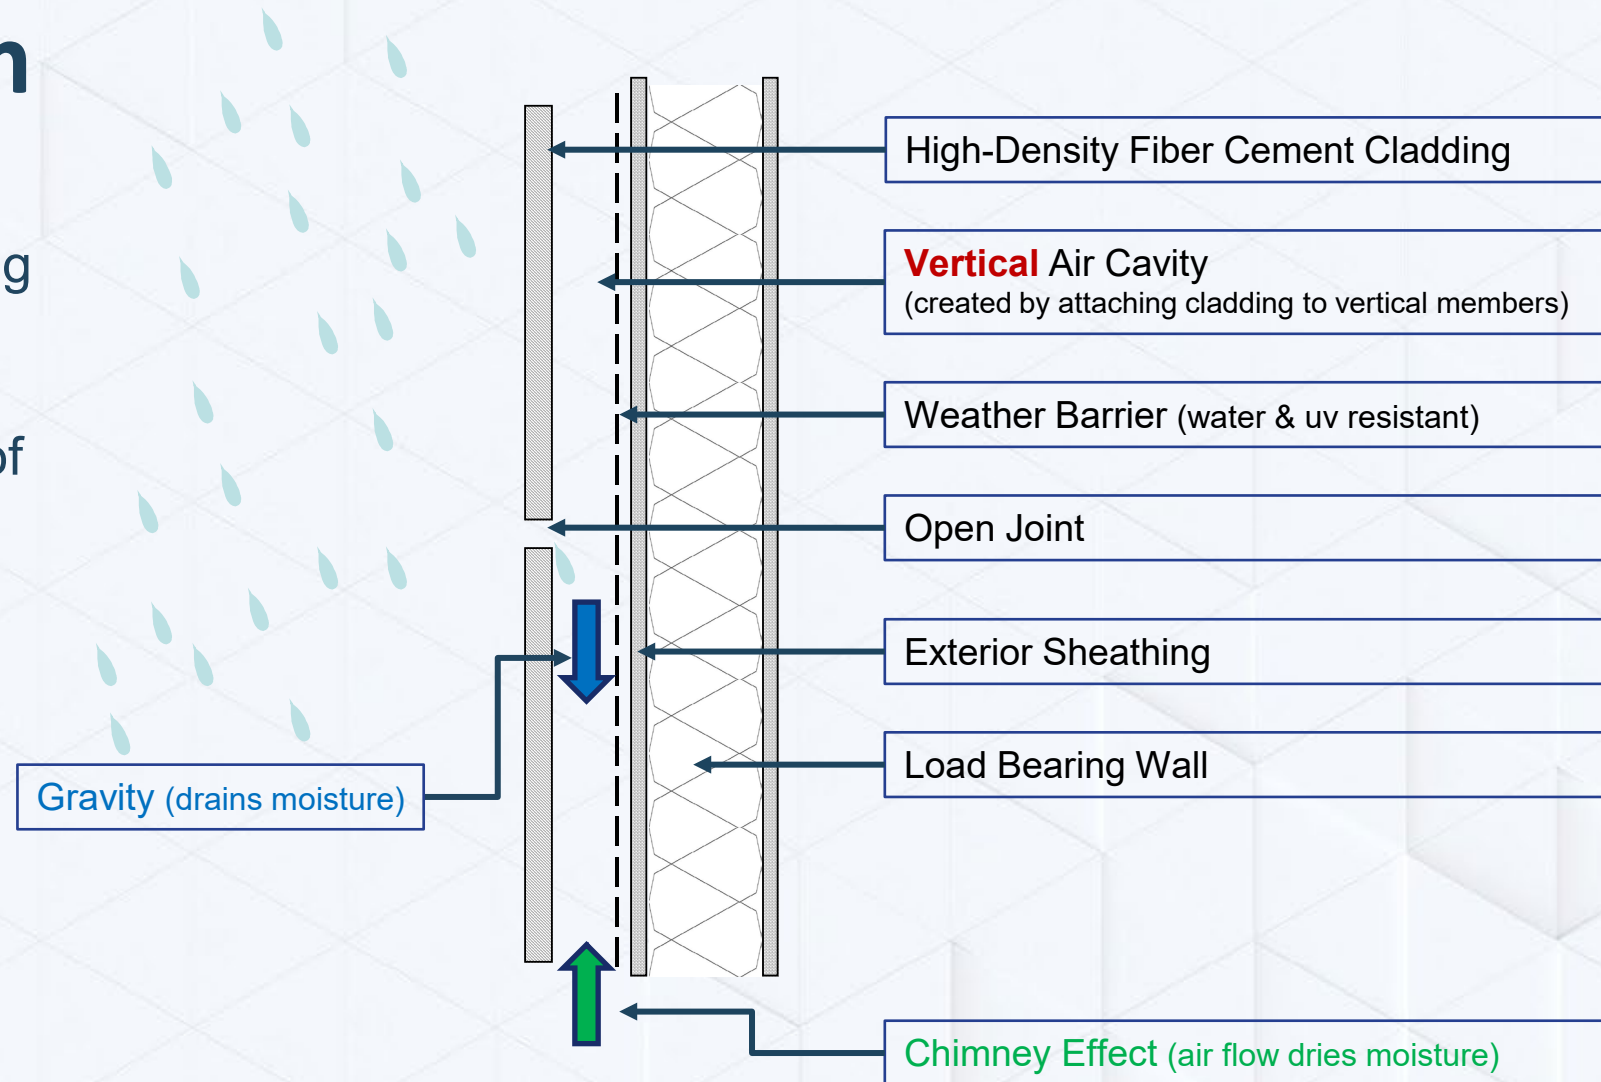 n
g
of
High-Density Fiber Cement Cladding
Vertical Air Cavity
(created by attaching cladding to vertical members)
Weather Barrier (water & uv resistant)
Open Joint
Exterior Sheathing
Load Bearing Wall
Gravity (drains moisture)
Chimney Effect (air flow dries moisture)